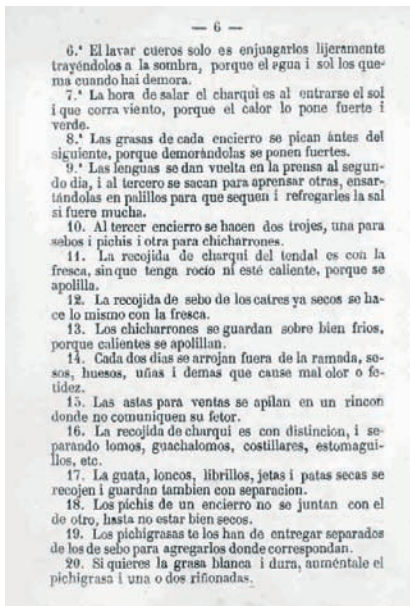 — 6 —
6.ª El lavar cueros solo es enjuagarlos lijeramente
trayéndolos a la sombra, porque el agua i sol los que-
ma cuando hai demora.
7.ª La hora de salar el charqui es al entrarse el sol
i que corra viento, porque el calor lo pone fuerte i
verde.
8.ª Las grasas de cada encierro se pican ántes del
siguiente, porque demorándolas se ponen fuertes.
9.ª Las lenguas se dan vuelta en la prensa al segun-
do dia, i al tercero se sacan para aprensar otras, ensar-
tándolas en palillos para que sequen i refregarles la sal
si fuere mucha.
10. Al tercer encierro se hacen dos trojes, una para
sebos i pichis i otra para chicharrones.
11. La recojida de charqui del tendal es con la
fresca, sin que tenga rocío ni esté caliente, porque se
apolilla.
12. La recojida de sebo de los catres ya secos se ha-
ce lo mismo con la fresca.
13. Los chicharrones se guardan sobre bien frios,
porque calientes se apolillan.
14. Cada dos dias se arrojan fuera de la ramada, se-
sos, huesos, uñas i demas que cause mal olor o fe-
tidez.
15. Las astas para ventas se apilan en un rincon
donde no comuniquen su fetor.
16. La recojida de charqui es con distincion, i se-
parando lomos, guachalomos, costillares, estomagui-
llos, etc.
17. La guata, loncos, librillos, jetas i patas secas se
recojen i guardan tambien con separacion.
18. Los pichis de un encierro no se juntan con el
de otro, hasta no estar bien secos.
19. Los pichigrasas te los han de entregar separados
de los de sebo para agregarlos donde correspondan.
20. Si quieres la grasa blanca i dura, auméntale el
pichigrasa i una o dos riñonadas.